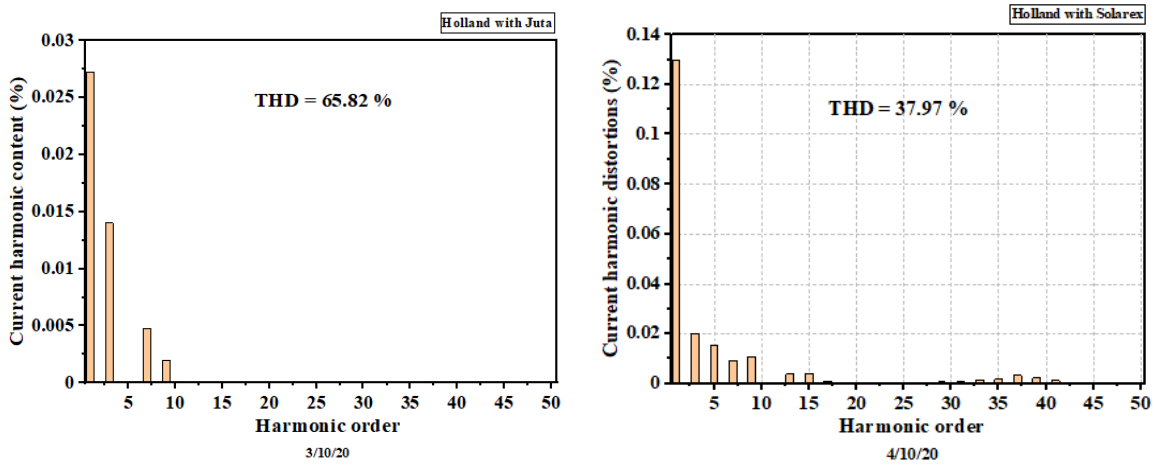 Holland with Juta
Current harmonic content (%)
0.03
0.025
0.02
0.015
0.01
0.005
0
THD = 65.82 %
5 10 15 20 25 30 35 40 45 50
Harmonic order
3/10/20
Holland with Solarex
Current harmonic distortions (%)
0.14
0.12
0.1
0.08
0.06
0.04
0.02
0
THD = 37.97 %
5 10 15 20 25 30 35 40 45 50
Harmonic order
4/10/20